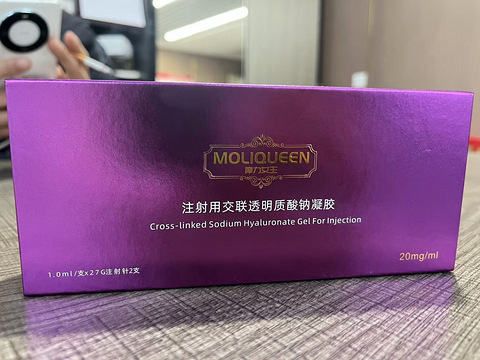 MOLIQUEEN
魔力女王
注射用交联透明质酸钠凝胶
Cross-linked Sodium Hyaluronate Gel For Injection
1.0ml/支x27G注射针2支
20mg/ml